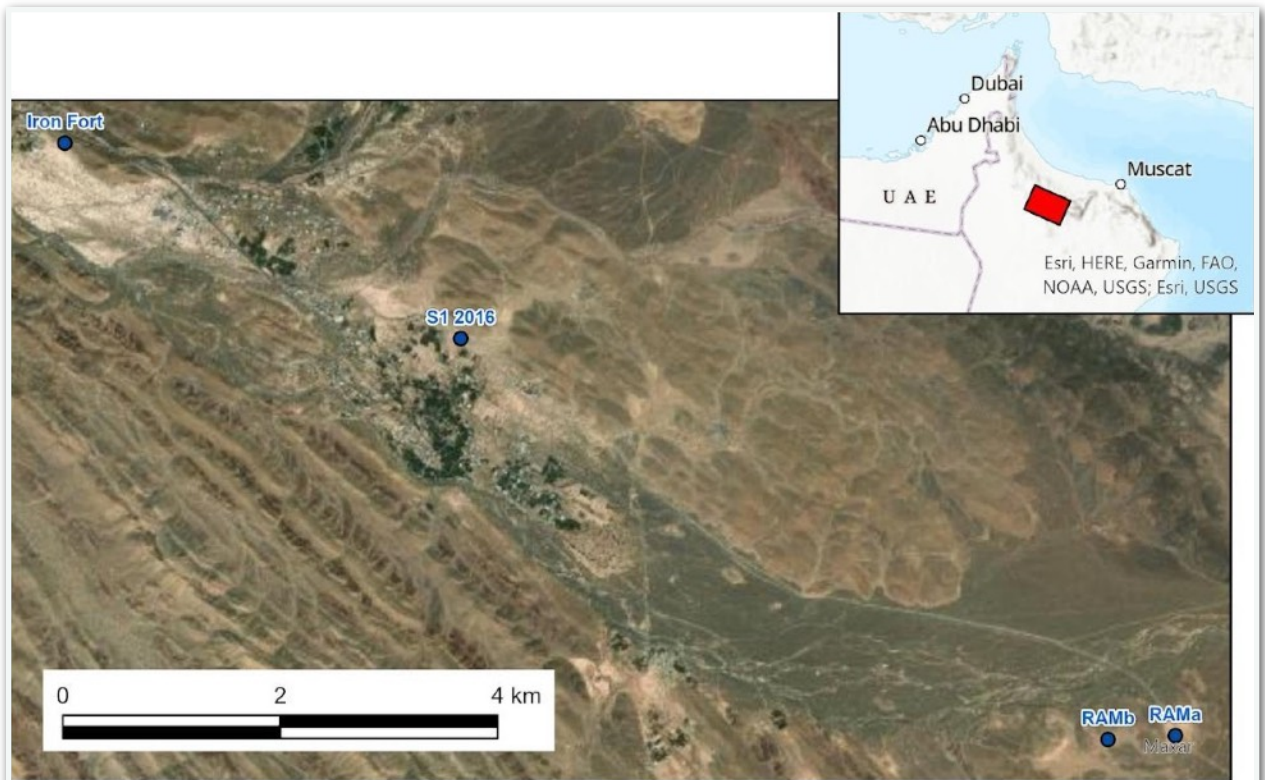 Dubai
Abu Dhabi
Muscat
UAE
Esri, HERE, Garmin, FAO,
NOAA, USGS; Esri, USGS
Iron Fort
S1 2016
0 2 4 km
RAMb RAMa
Maxar